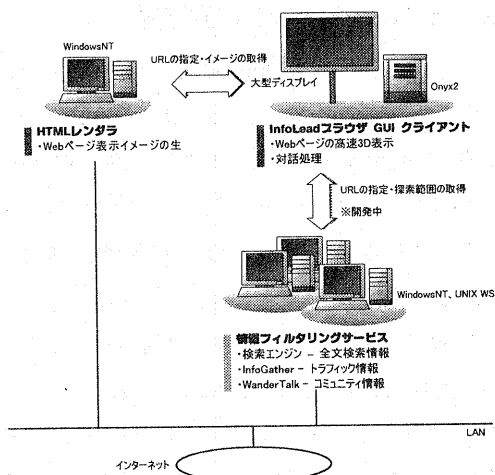 WindowsNT
URLの指定・イメージの取得
大型ディスプレイ
Onyx2
HTMLレンダラ
・Webページ表示イメージの生
InfoLeadブラウザ GUI クライアント
・Webページの高速3D表示
・対話処理
URLの指定・探索範囲の取得
※開発中
WindowsNT、UNIX WS
情報フィルタリングサービス
・検索エンジン － 全文検索情報
・InfoGather － トラフィック情報
・WanderTalk － コミュニティ情報
LAN
インターネット